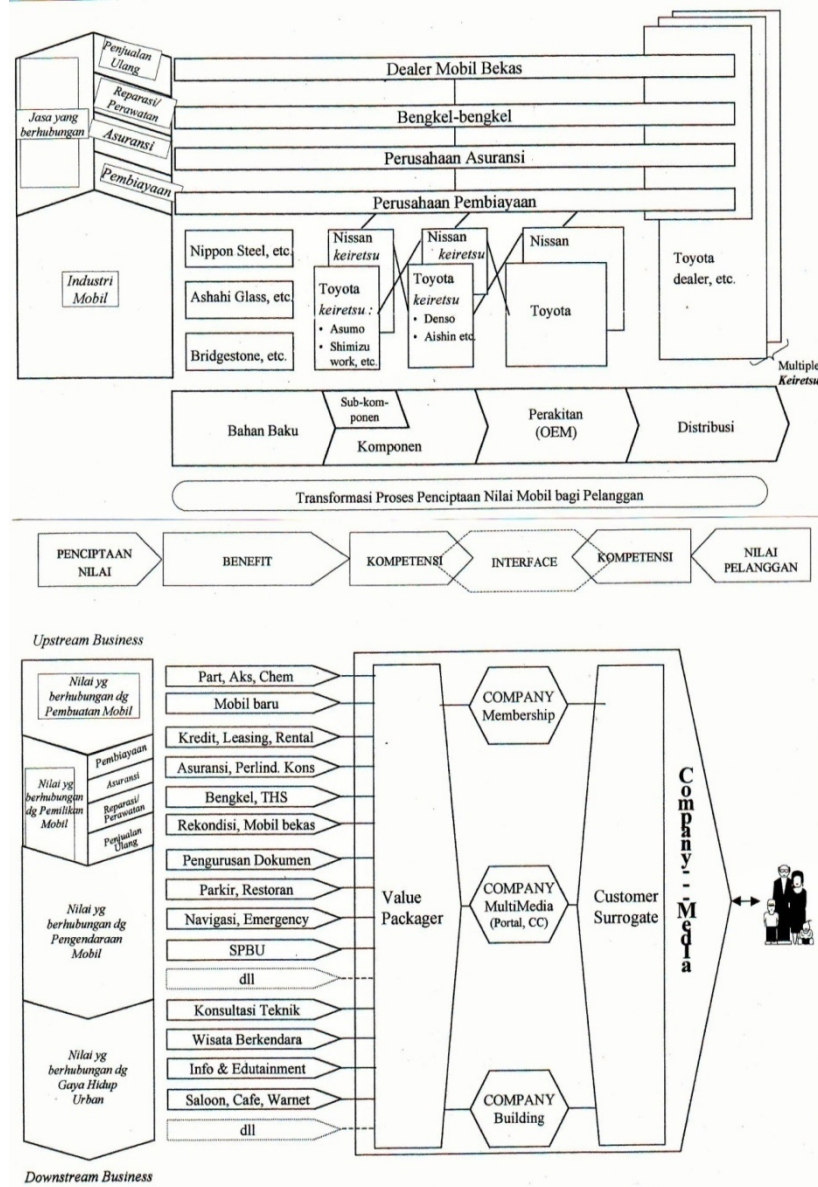 Penjualan
Ulang
Reparasi/
Perawatan
Asuransi
Pembiayaan
Jasa yang
berhubungan
Industri
Mobil
Dealer Mobil Bekas
Bengkel-bengkel
Perusahaan Asuransi
Perusahaan Pembiayaan
Nippon Steel, etc.
Ashahi Glass, etc.
Bridgestone, etc.
Nissan
keiretsu
Toyota
keiretsu :
• Asumo
• Shimizu
work, etc.
Nissan
keiretsu
Toyota
keiretsu
• Denso
• Aishin etc.
Nissan
Toyota
Toyota
dealer, etc.
Multiple
Keiretsu
Bahan Baku
Sub-kom-
ponen
Komponen
Perakitan
(OEM)
Distribusi
Transformasi Proses Penciptaan Nilai Mobil bagi Pelanggan
PENCIPTAAN
NILAI
BENEFIT
KOMPETENSI
INTERFACE
KOMPETENSI
NILAI
PELANGGAN
Upstream Business
Nilai yg
berhubungan dg
Pembuatan Mobil
Nilai yg
berhubungan
dg Pemilikan
Mobil
Pembiayaan
Asuransi
Reparasi/
Perawatan
Penjualan
Ulang
Nilai yg
berhubungan dg
Pengendaraan
Mobil
Nilai yg
berhubungan dg
Gaya Hidup
Urban
Downstream Business
Part, Aks, Chem
Mobil baru
Kredit, Leasing, Rental
Asuransi, Perlind. Kons
Bengkel, THS
Rekondisi, Mobil bekas
Pengurusan Dokumen
Parkir, Restoran
Navigasi, Emergency
SPBU
dll
Konsultasi Teknik
Wisata Berkendara
Info & Edutainment
Saloon, Cafe, Warnet
dll
Value
Packager
COMPANY
Membership
COMPANY
MultiMedia
(Portal, CC)
COMPANY
Building
Customer
Surrogate
Company---Media